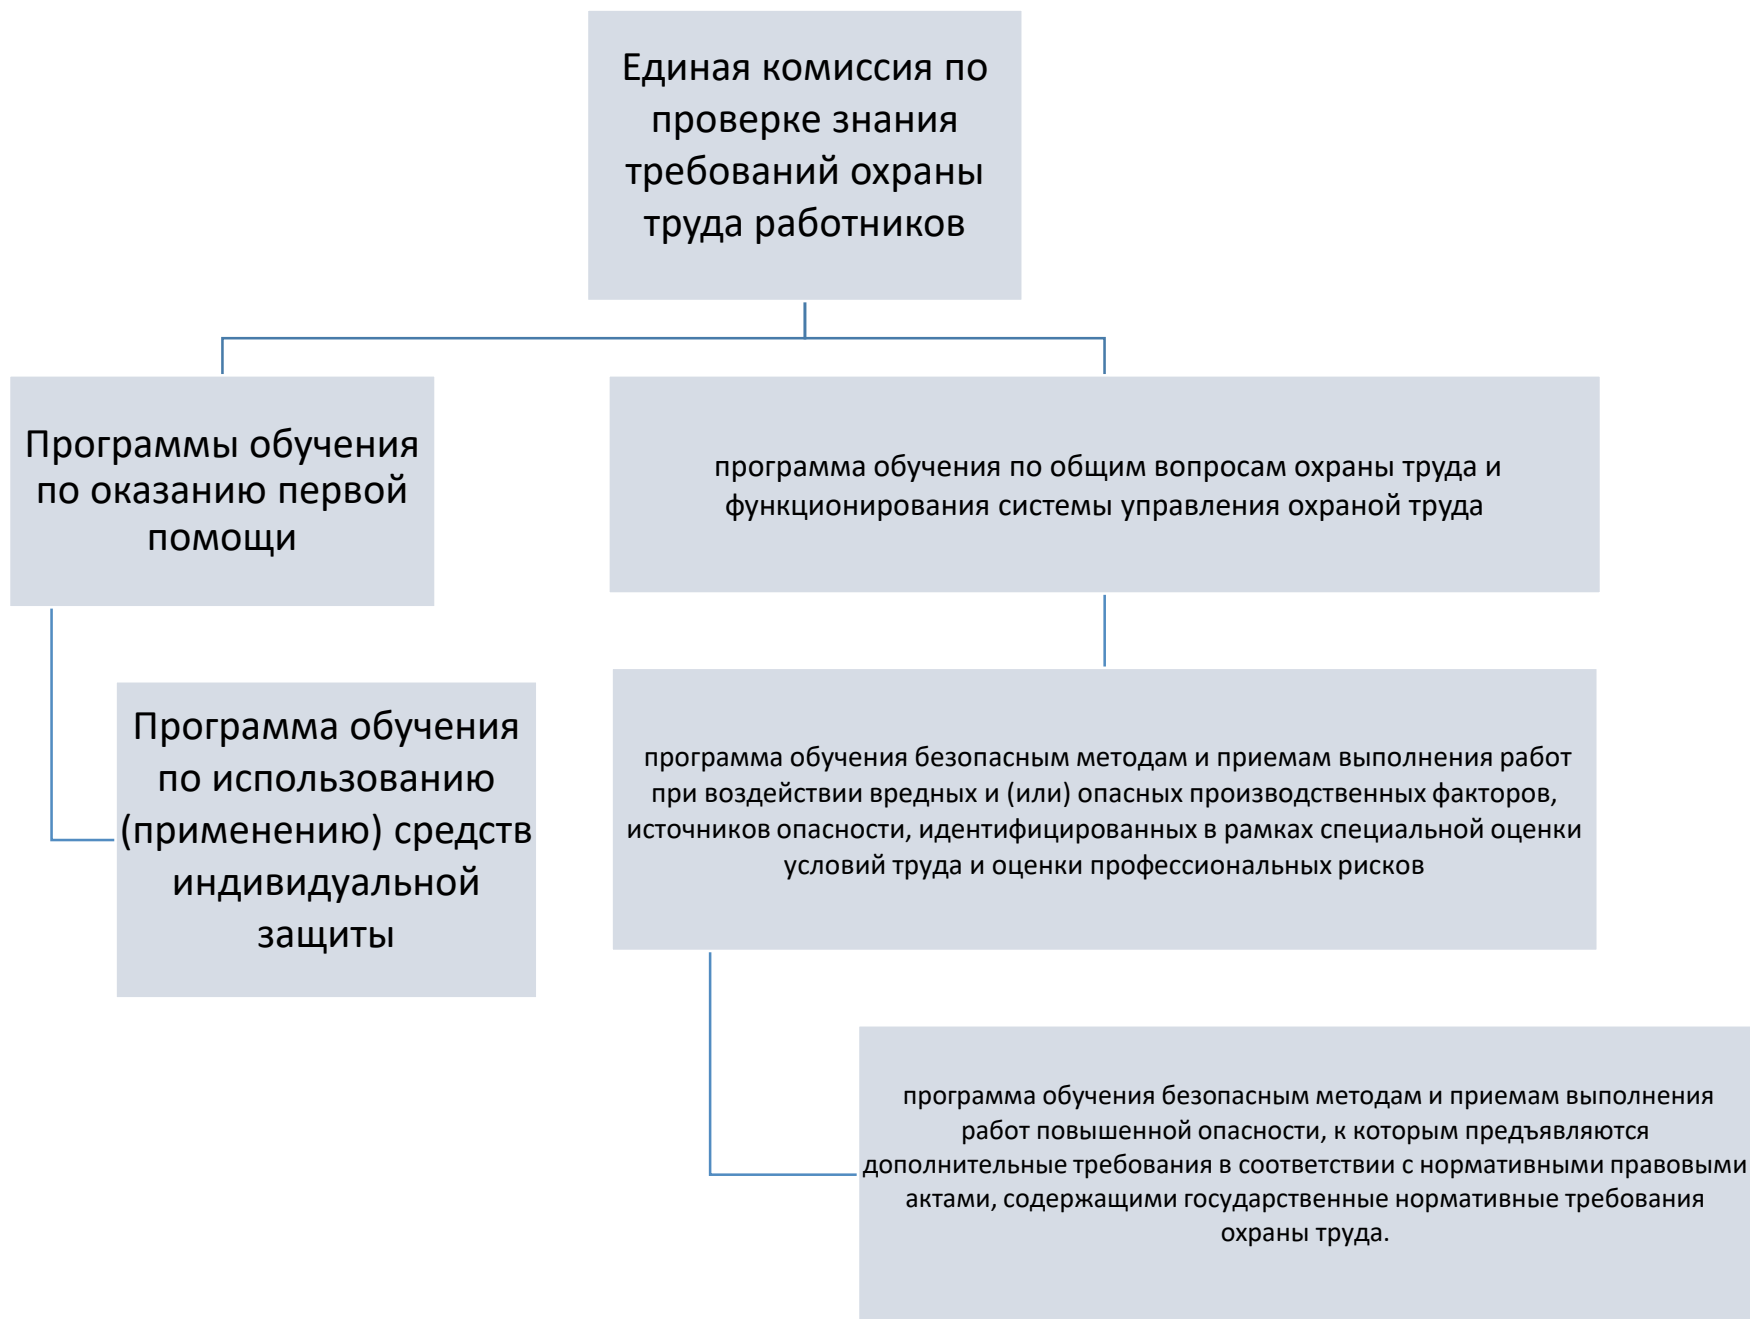 Единая комиссия по
проверке знания
требований охраны
труда работников
Программы обучения
по оказанию первой
помощи
программа обучения по общим вопросам охраны труда и
функционирования системы управления охраной труда
Программа обучения
по использованию
(применению) средств
индивидуальной
защиты
программа обучения безопасным методам и приемам выполнения работ
при воздействии вредных и (или) опасных производственных факторов,
источников опасности, идентифицированных в рамках специальной оценки
условий труда и оценки профессиональных рисков
программа обучения безопасным методам и приемам выполнения
работ повышенной опасности, к которым предъявляются
дополнительные требования в соответствии с нормативными правовыми
актами, содержащими государственные нормативные требования
охраны труда.